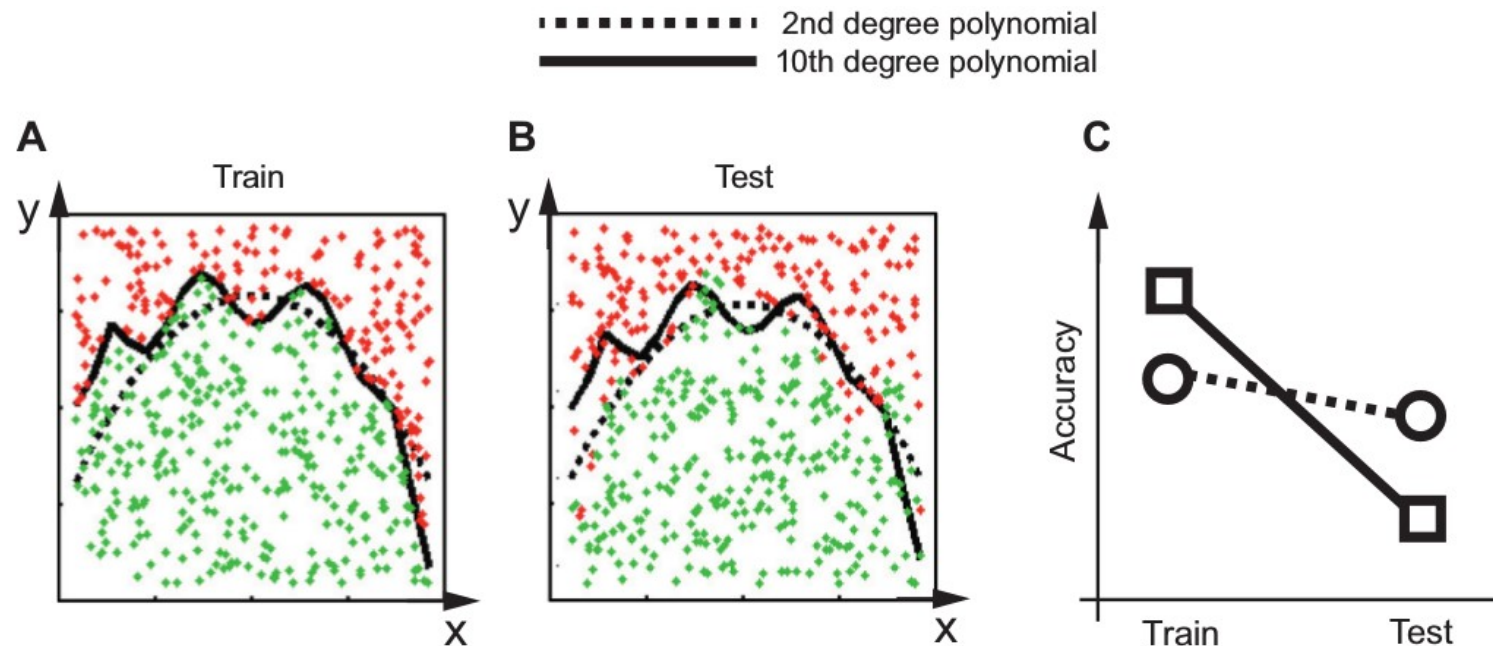 2nd degree polynomial
10th degree polynomial
A
B
C
Train
Test
y
y
x
x
Accuracy
Train
Test